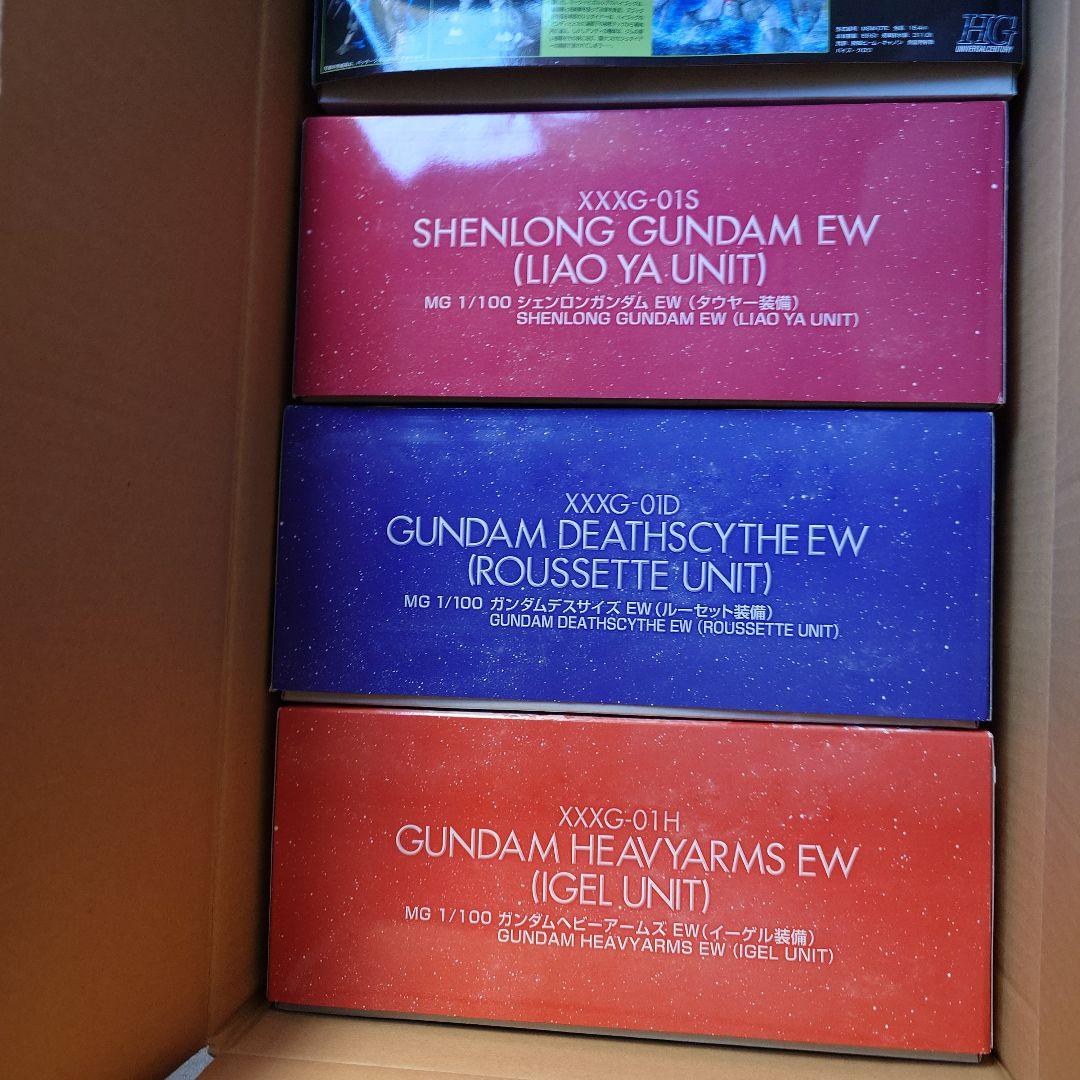 HG
UNIVERSAL CENTURY
XXXG-01S
SHENLONG GUNDAM EW
(LIAO YA UNIT)
MG 1/100 シェンロンガンダム EW (タウヤー装備)
SHENLONG GUNDAM EW (LIAO YA UNIT)
XXXG-01D
GUNDAM DEATHSCYTHE EW
(ROUSSETTE UNIT)
MG 1/100 ガンダムデスサイズ EW (ルーセット装備)
GUNDAM DEATHSCYTHE EW (ROUSSETTE UNIT)
XXXG-01H
GUNDAM HEAVYARMS EW
(IGEL UNIT)
MG 1/100 ガンダムヘビーアームズ EW (イーゲル装備)
GUNDAM HEAVYARMS EW (IGEL UNIT)